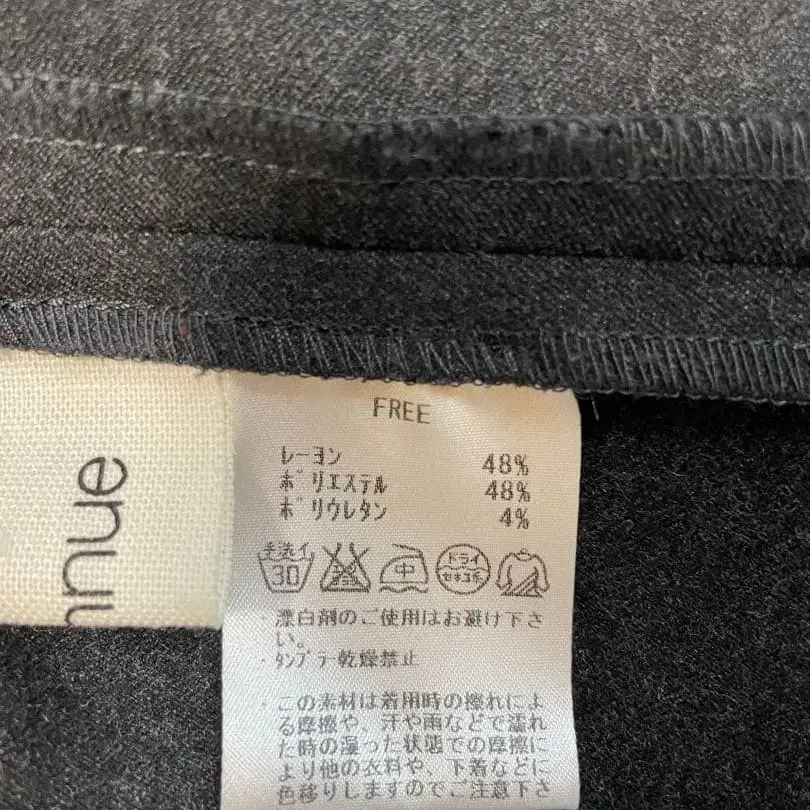 FREE
レーヨン 48%
ポリエステル 48%
ポリウレタン 4%
手洗イ 30 中 ドライ セキユ系
・漂白剤のご使用はお避け下さ
い。
・タンブラー乾燥禁止
・この素材は着用時の擦れによ
る摩擦や、汗や雨などで濡れ
た時の湿った状態での摩擦に
より他の衣料や、下着などに
色移りしますのでご注意下さ
nnue